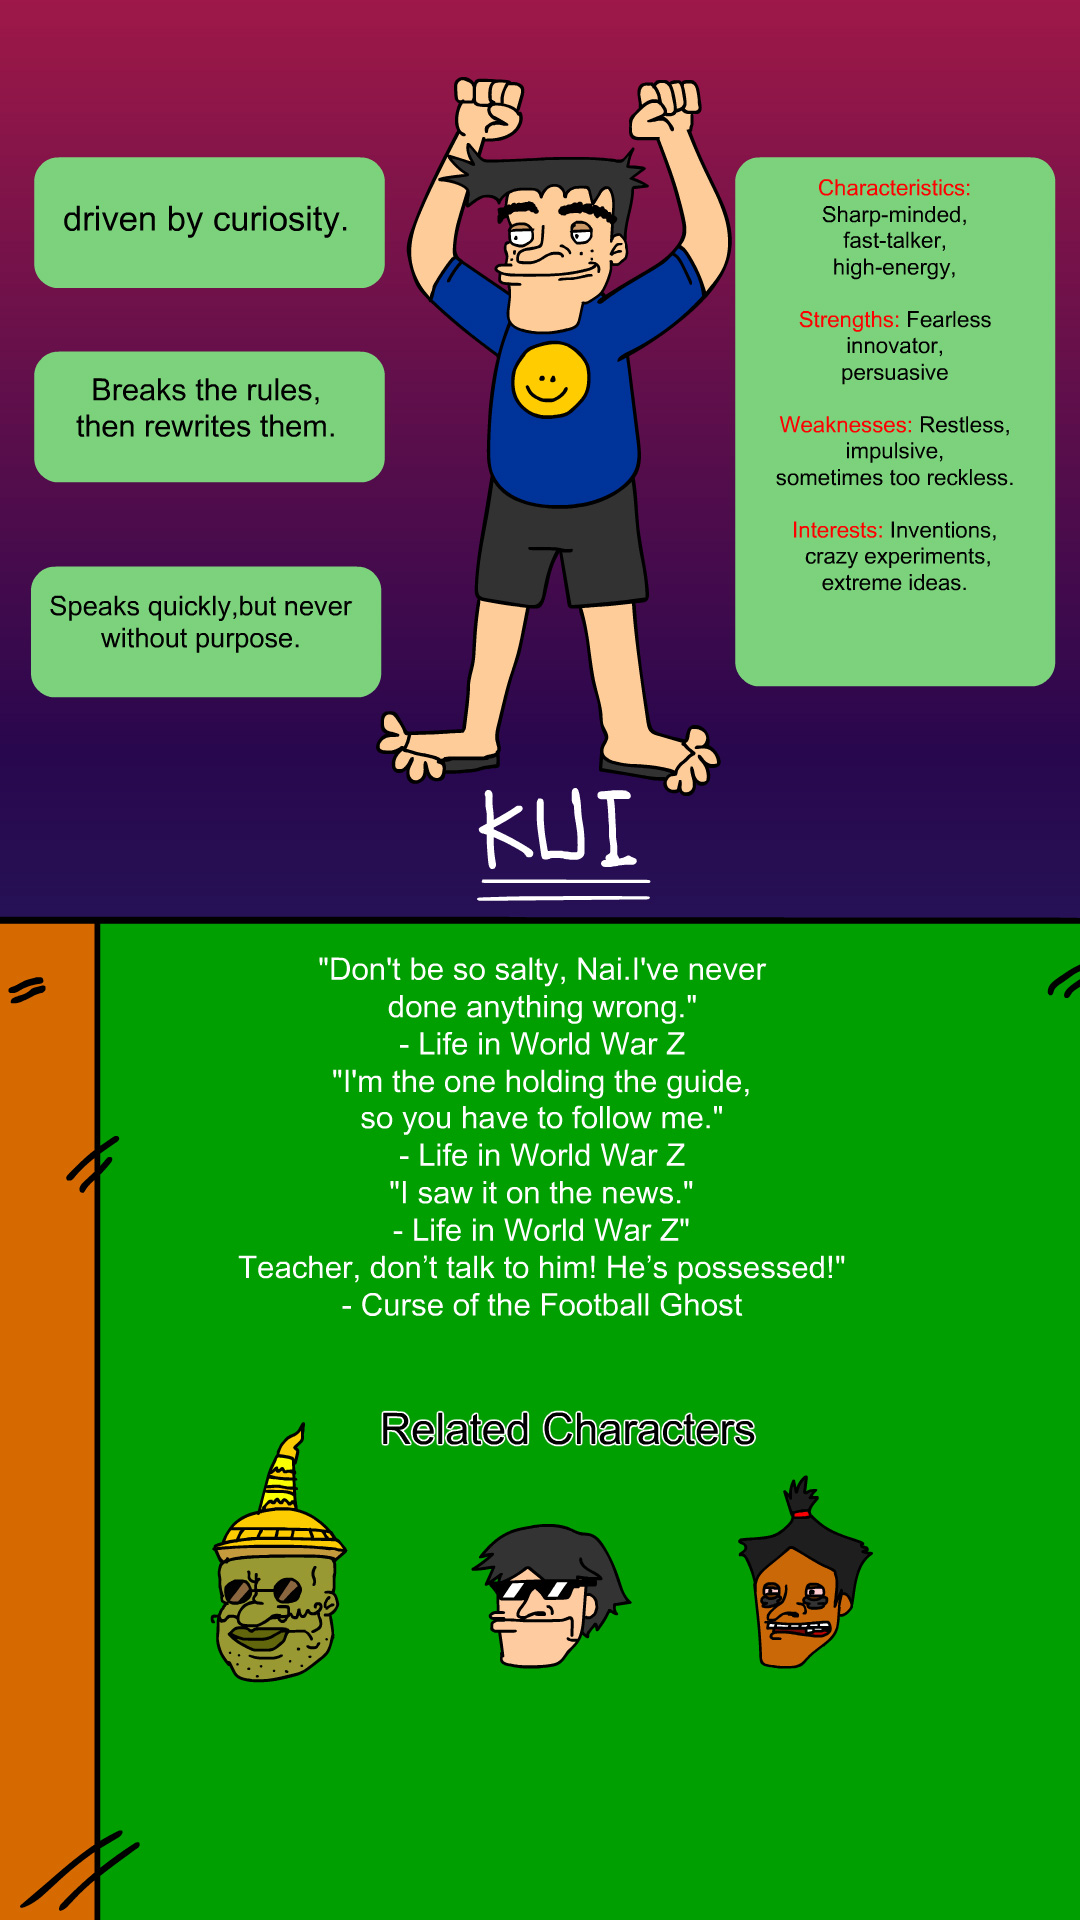 driven by curiosity.
Breaks the rules,
then rewrites them.
Speaks quickly,but never
without purpose.
Characteristics:
Sharp-minded,
fast-talker,
high-energy,
Strengths: Fearless
innovator,
persuasive
Weaknesses: Restless,
impulsive,
sometimes too reckless.
Interests: Inventions,
crazy experiments,
extreme ideas.
KUI
"Don't be so salty, Nai.I've never
done anything wrong."
- Life in World War Z
"I'm the one holding the guide,
so you have to follow me."
- Life in World War Z
"I saw it on the news."
- Life in World War Z"
Teacher, don’t talk to him! He’s possessed!"
- Curse of the Football Ghost
Related Characters